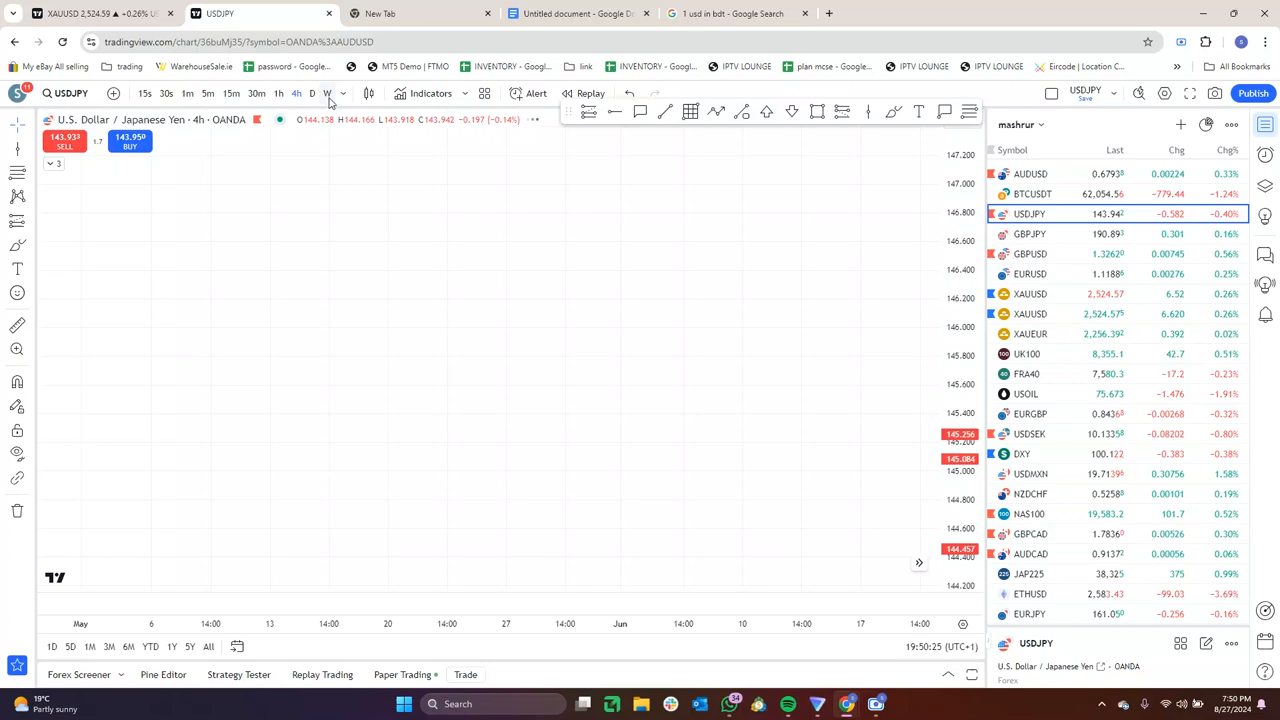 XAUUSD 2,524.59 ▲ +0.26% V
USDJPY
New Tab
Untitled document - Google Do
1 usd in bdt - Google Search
tradingview.com/chart/36buMj35/?symbol=OANDA%3AAUDUSD
S
My eBay All selling
trading
WarehouseSale.ie
password - Google...
MT5 Demo | FTMO
INVENTORY - Google...
link
INVENTORY - Google...
IPTV LOUNGE
plan mcse - Google...
IPTV LOUNGE
IPTV LOUNGE
Eircode | Location C...
All Bookmarks
S 11
USDJPY
15s 30s 1m 5m 15m 30m 1h 4h D W
Indicators
Alert
Replay
USDJPY
Save
Publish
U.S. Dollar / Japanese Yen · 4h · OANDA
O144.138 H144.166 L143.918 C143.942 −0.197 (−0.14%)
143.933 SELL
1.7
143.950 BUY
3
147.200
147.000
146.800
146.600
146.400
146.200
146.000
145.800
145.600
145.400
145.256
145.200
145.084
145.000
144.800
144.600
144.457
144.400
144.200
May 6 14:00 13 14:00 20 14:00 27 14:00 Jun 14:00 10 14:00 17 14:00
1D 5D 1M 3M 6M YTD 1Y 5Y All
19:50:25 (UTC+1)
Forex Screener
Pine Editor
Strategy Tester
Replay Trading
Paper Trading
Trade
mashrur
Symbol Last Chg Chg%
AUDUSD 0.67938 0.00224 0.33%
BTCUSDT 62,054.56 −779.44 −1.24%
USDJPY 143.942 −0.582 −0.40%
GBPJPY 190.893 0.301 0.16%
GBPUSD 1.32620 0.00745 0.56%
EURUSD 1.11886 0.00276 0.25%
XAUUSD 2,524.57 6.52 0.26%
XAUUSD 2,524.575 6.620 0.26%
XAUEUR 2,256.392 0.392 0.02%
UK100 8,355.1 42.7 0.51%
FRA40 7,580.3 −17.2 −0.23%
USOIL 75.673 −1.476 −1.91%
EURGBP 0.84368 −0.00268 −0.32%
USDSEK 10.13358 −0.08202 −0.80%
DXY 100.122 −0.383 −0.38%
USDMXN 19.71396 0.30756 1.58%
NZDCHF 0.52588 0.00101 0.19%
NAS100 19,583.2 101.7 0.52%
GBPCAD 1.78360 0.00526 0.30%
AUDCAD 0.91372 0.00056 0.06%
JAP225 38,325 375 0.99%
ETHUSD 2,583.43 −99.03 −3.69%
EURJPY 161.050 −0.256 −0.16%
USDJPY
U.S. Dollar / Japanese Yen · OANDA
Forex
19°C
Partly sunny
Search
34
7:50 PM
8/27/2024